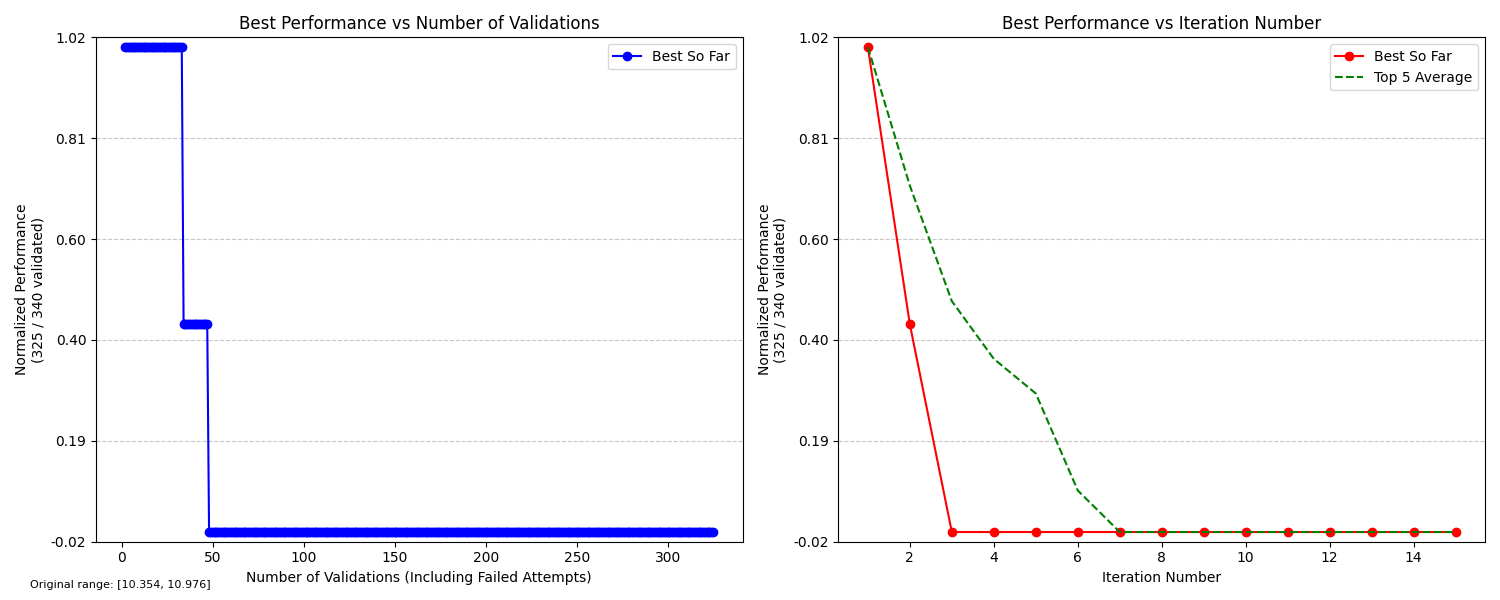 Best Performance vs Number of Validations
Normalized Performance
(325 / 340 validated)
1.02
0.81
0.60
0.40
0.19
-0.02
Best So Far
0
50
100
150
200
250
300
Number of Validations (Including Failed Attempts)
Original range: [10.354, 10.976]
Best Performance vs Iteration Number
Normalized Performance
(325 / 340 validated)
1.02
0.81
0.60
0.40
0.19
-0.02
Best So Far
Top 5 Average
2
4
6
8
10
12
14
Iteration Number